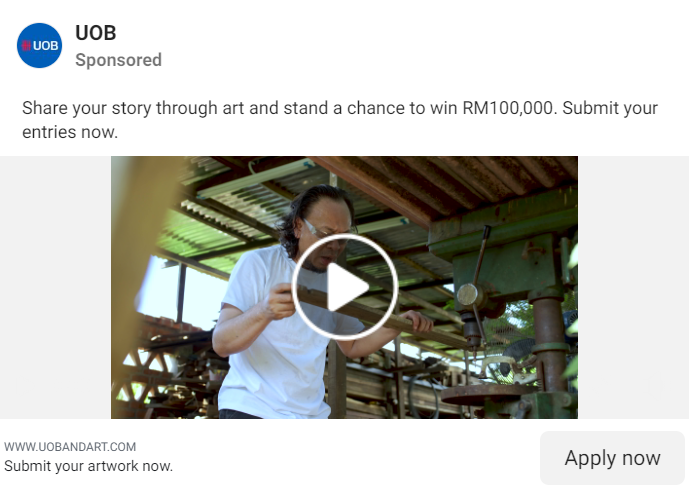 UOB
UOB
Sponsored
Share your story through art and stand a chance to win RM100,000. Submit your
entries now.
WWW.UOBANDART.COM
Submit your artwork now.
Apply now